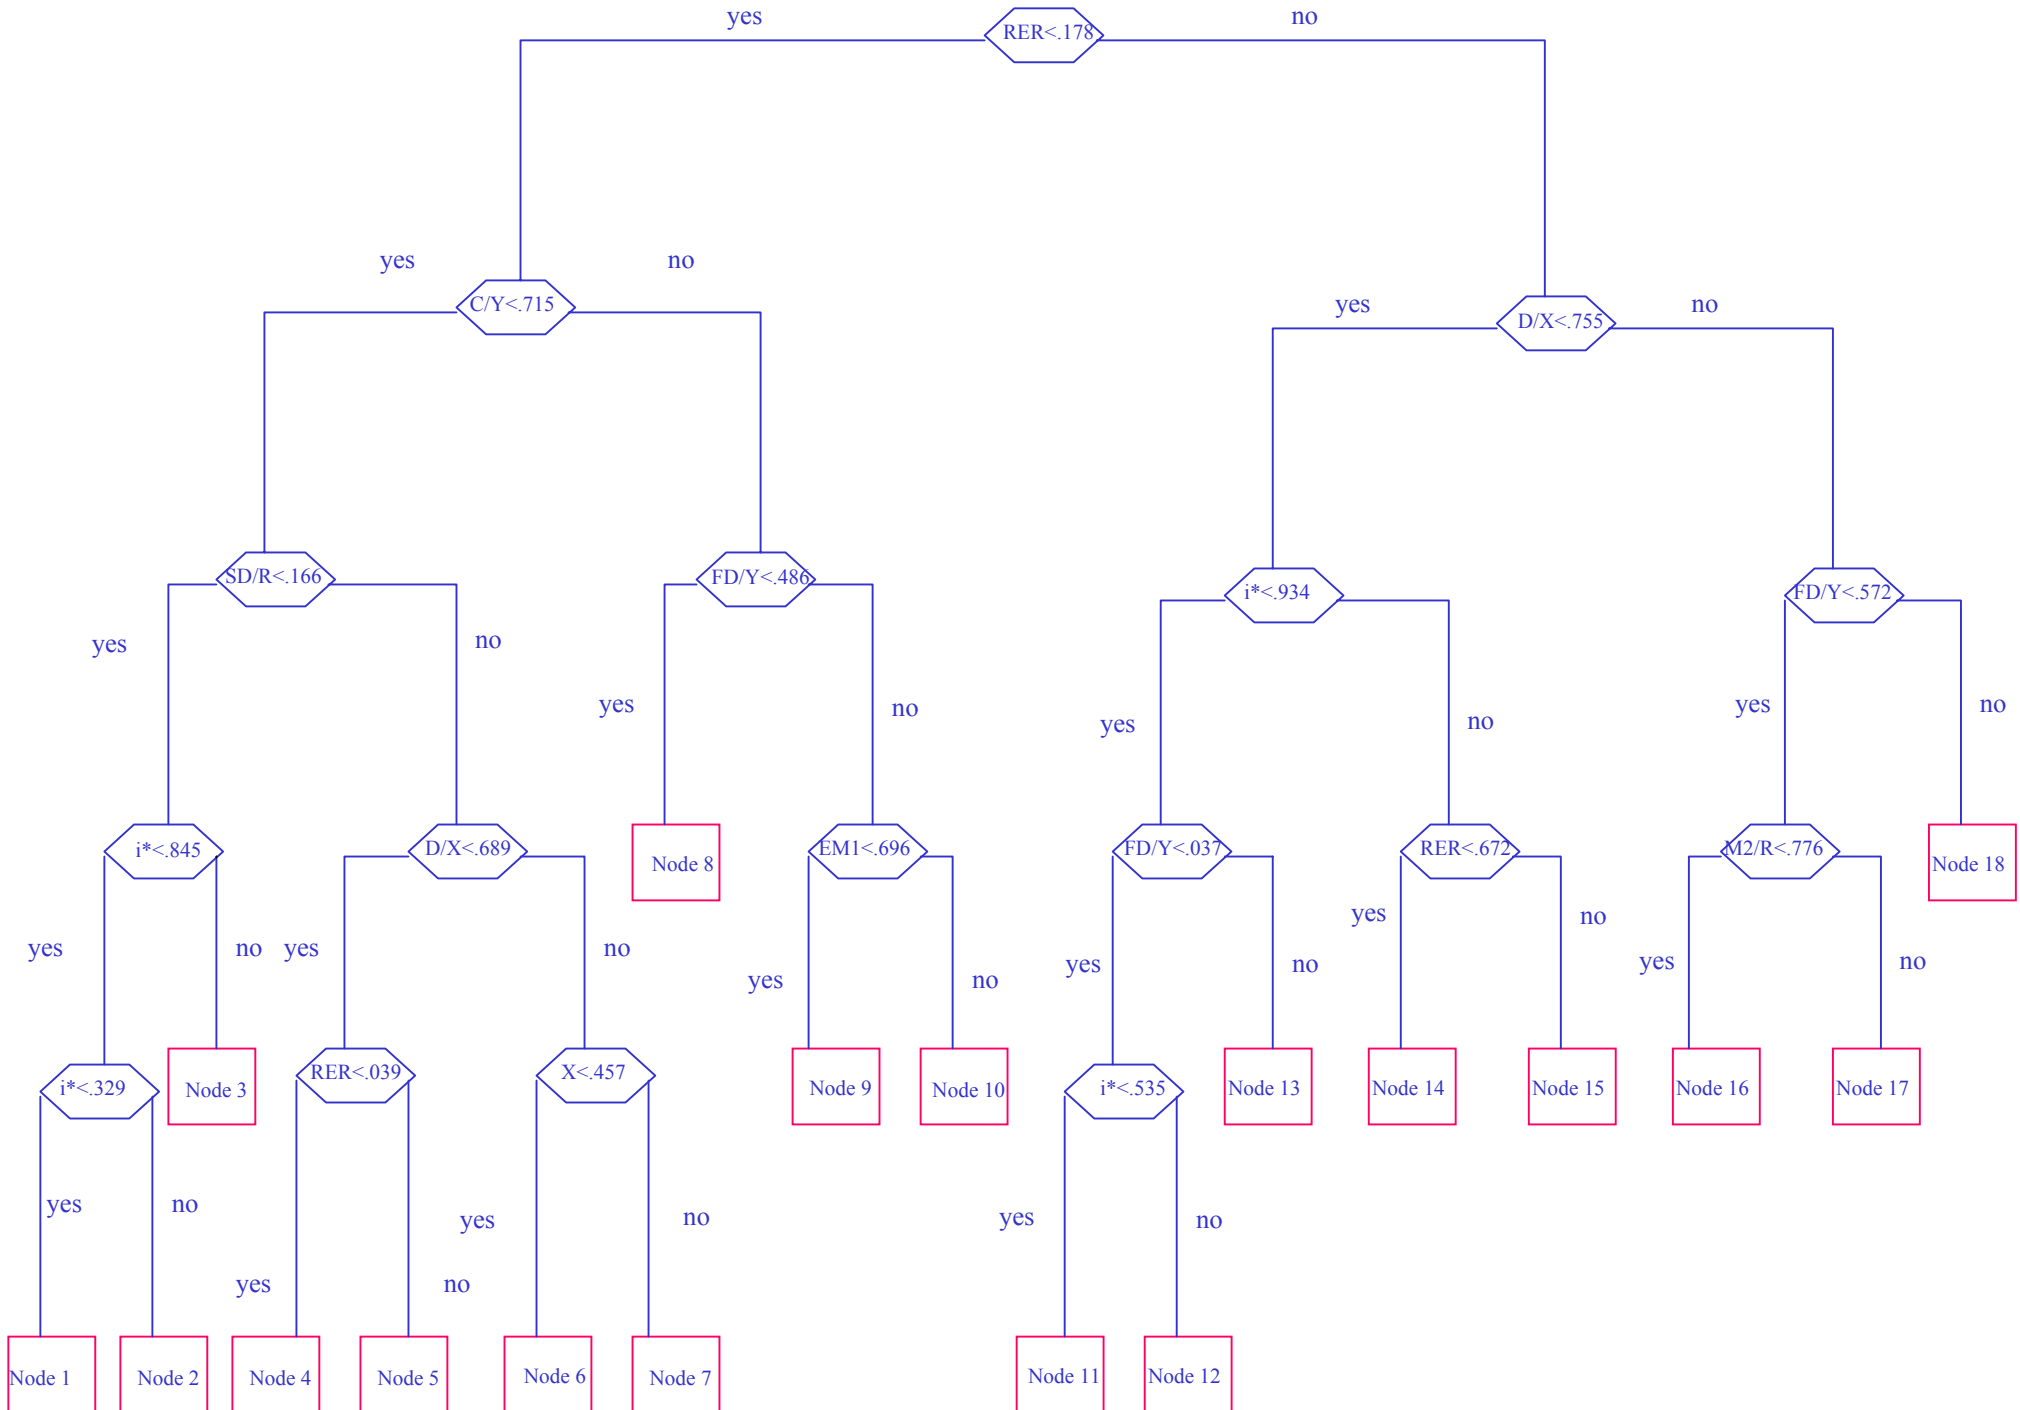 yes
RER<.178
no
yes
C/Y<.715
no
yes
D/X<.755
no
SD/R<.166
FD/Y<.486
i*<.934
FD/Y<.572
yes
no
yes
no
yes
no
yes
no
i*<.845
D/X<.689
Node 8
EM1<.696
FD/Y<.037
RER<.672
M2/R<.776
Node 18
yes
no
yes
no
yes
no
yes
no
yes
no
yes
no
i*<.329
Node 3
RER<.039
X<.457
Node 9
Node 10
i*<.535
Node 13
Node 14
Node 15
Node 16
Node 17
yes
no
yes
no
yes
no
yes
no
Node 1
Node 2
Node 4
Node 5
Node 6
Node 7
Node 11
Node 12